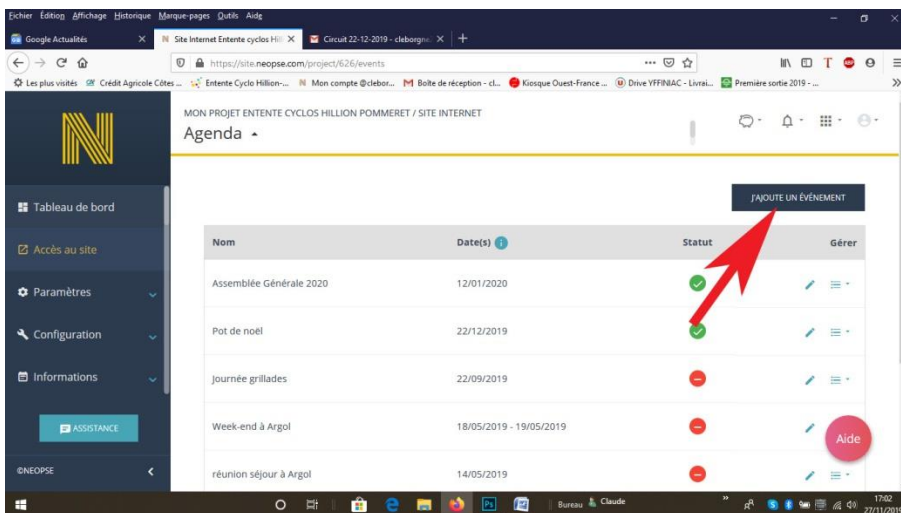 Fichier Édition Affichage Historique Marque-pages Outils Aide
Google Actualités
Site Internet Entente cyclos Hil
Circuit 22-12-2019 - cleborgne
https://site.neopse.com/project/626/events
Les plus visités Crédit Agricole Côtes ... Entente Cyclo Hillion-... Mon compte @clebor... Boîte de réception - cl... Kiosque Ouest-France ... Drive YFFINIAC - Livrai... Première sortie 2019 - ...
MON PROJET ENTENTE CYCLOS HILLION POMMERET / SITE INTERNET
Agenda
Tableau de bord
Accès au site
Paramètres
Configuration
Informations
ASSISTANCE
©NEOPSE
J'AJOUTE UN ÉVÉNEMENT
Nom Date(s) Statut Gérer
Assemblée Générale 2020 12/01/2020
Pot de noël 22/12/2019
Journée grillades 22/09/2019
Week-end à Argol 18/05/2019 - 19/05/2019
réunion séjour à Argol 14/05/2019
Aide
Bureau Claude
17:02
27/11/2019